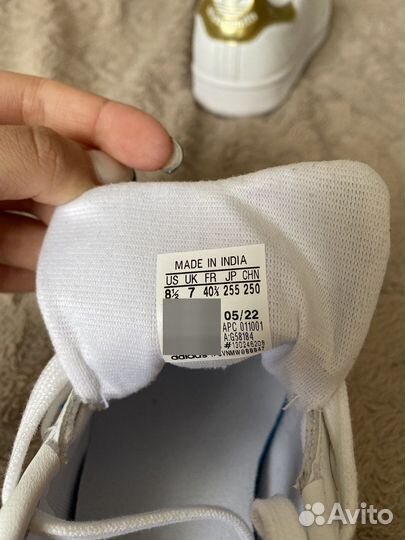 MADE IN INDIA
US UK FR JP CHN
8½ 7 40⅔ 255 250
05/22
APC 011001
A:G58184
#130246209
adidas
Avito